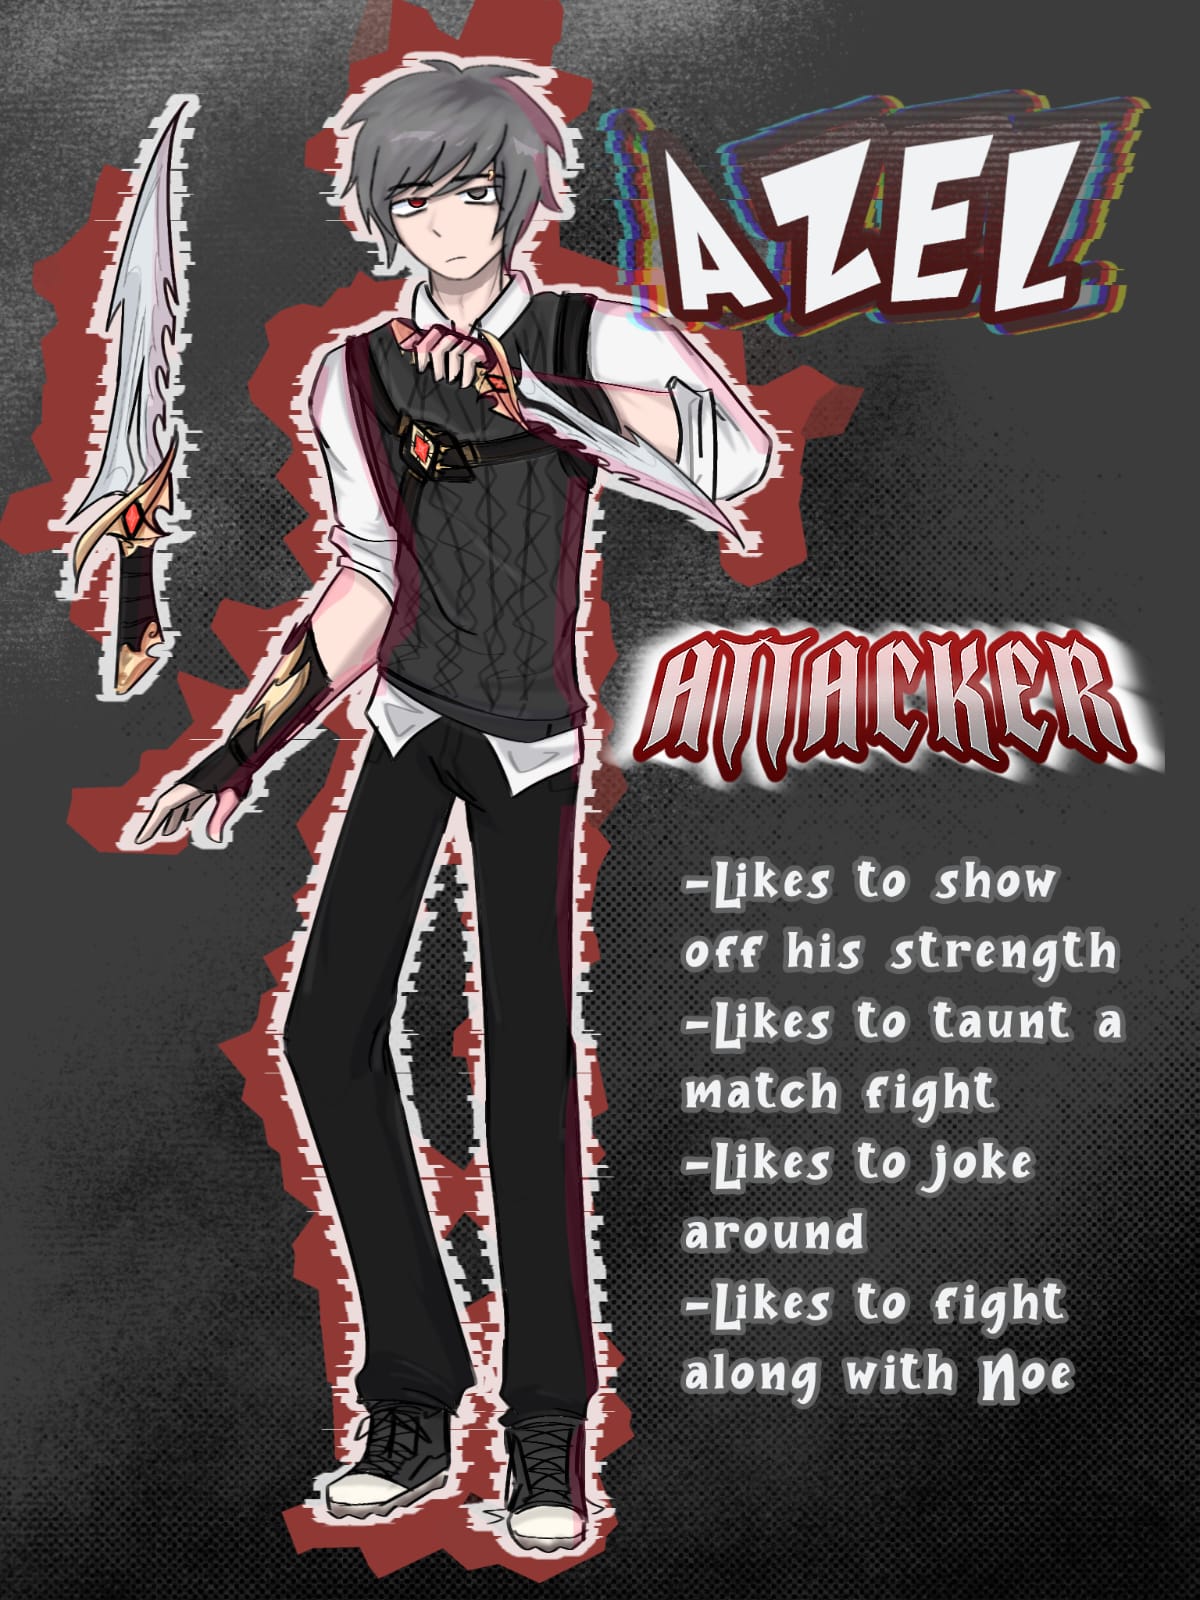 AZEL
ATTACKER
-Likes to show
off his strength
-Likes to taunt a
match fight
-Likes to joke
around
-Likes to fight
along with Noe